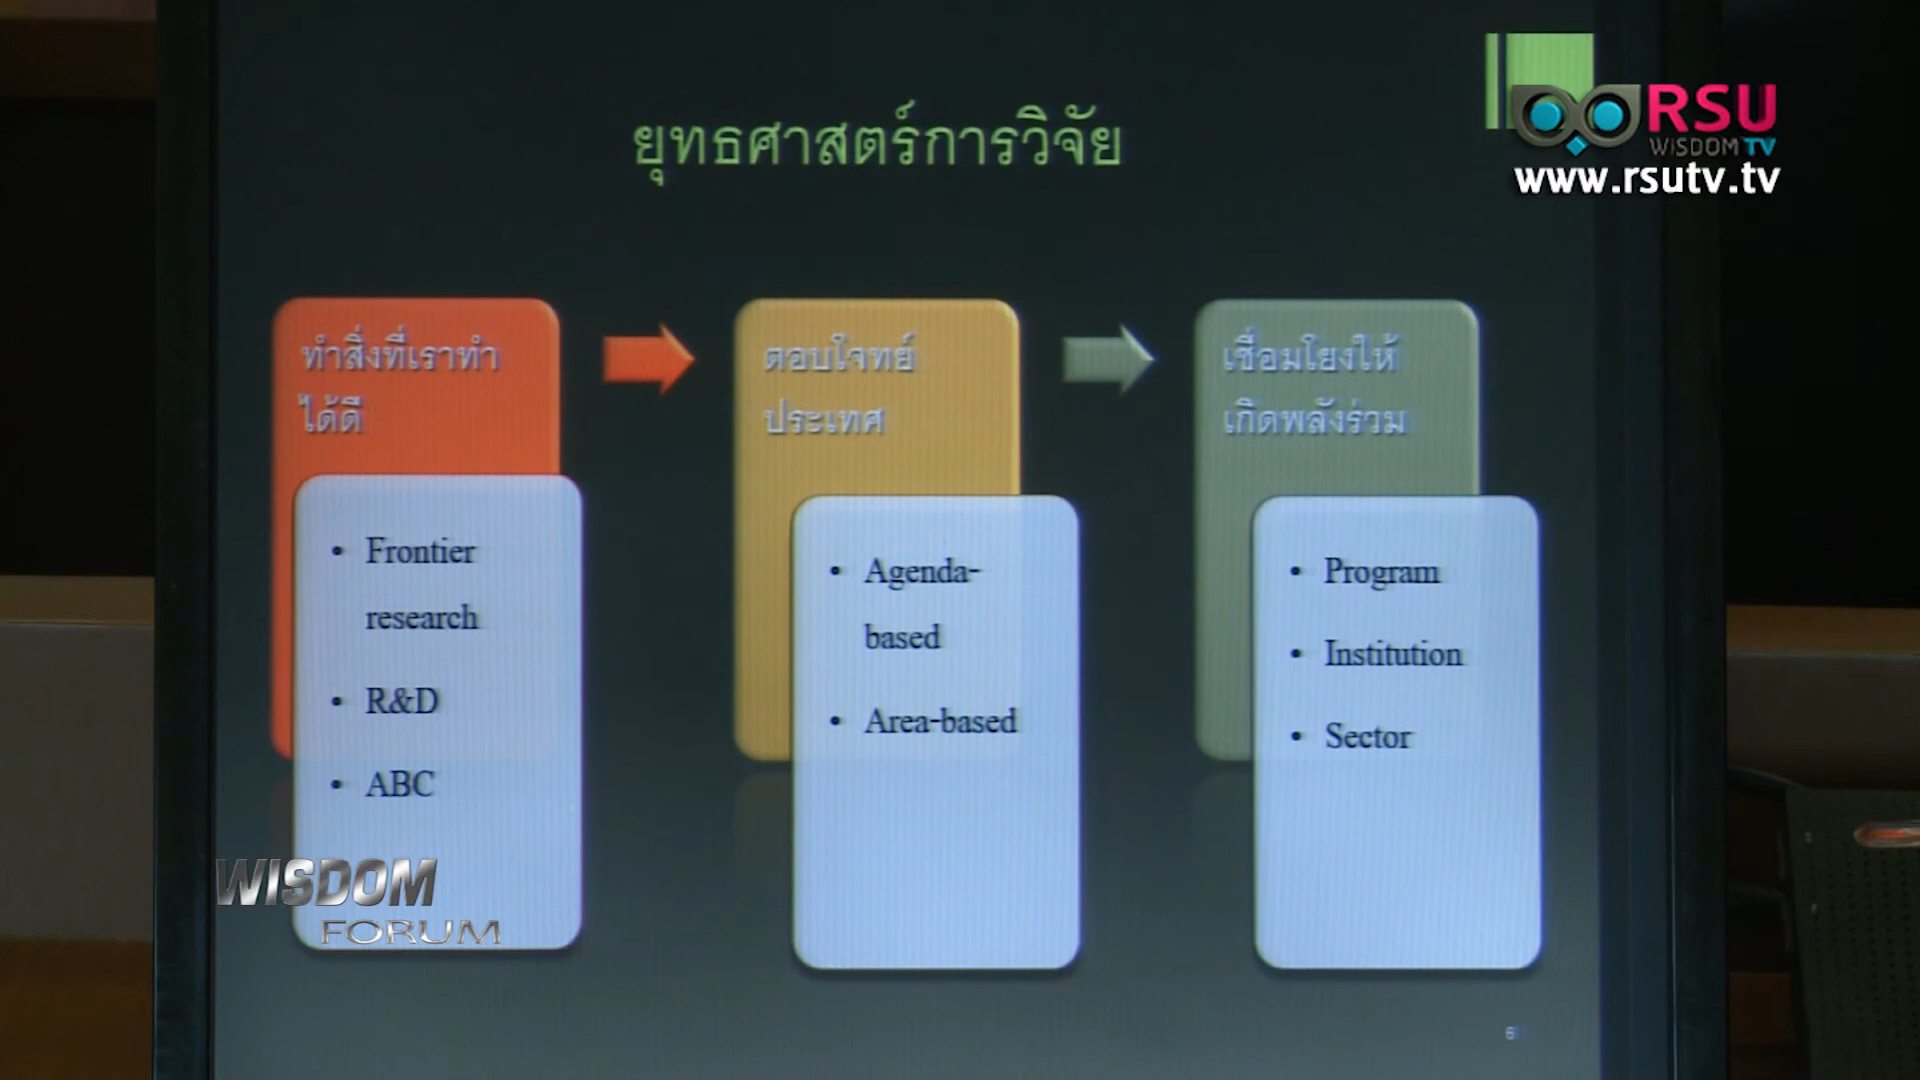 RSU
WISDOM TV
www.rsutv.tv
ยุทธศาสตร์การวิจัย
ทำสิ่งที่เราทำ
ได้ดี
• Frontier
research
• R&D
• ABC
ตอบโจทย์
ประเทศ
• Agenda-
based
• Area-based
เชื่อมโยงให้
เกิดพลังร่วม
• Program
• Institution
• Sector
WISDOM
FORUM